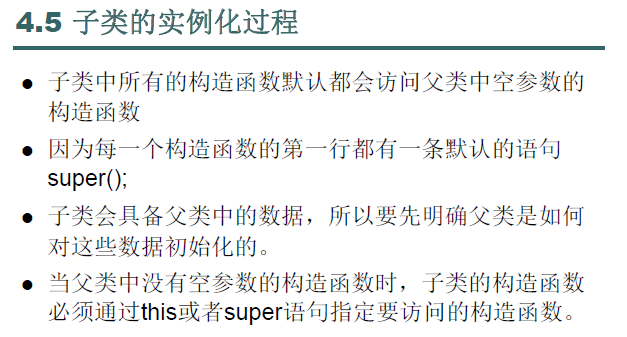 4.5 子类的实例化过程
● 子类中所有的构造函数默认都会访问父类中空参数的
构造函数
● 因为每一个构造函数的第一行都有一条默认的语句
super();
● 子类会具备父类中的数据，所以要先明确父类是如何
对这些数据初始化的。
● 当父类中没有空参数的构造函数时，子类的构造函数
必须通过this或者super语句指定要访问的构造函数。